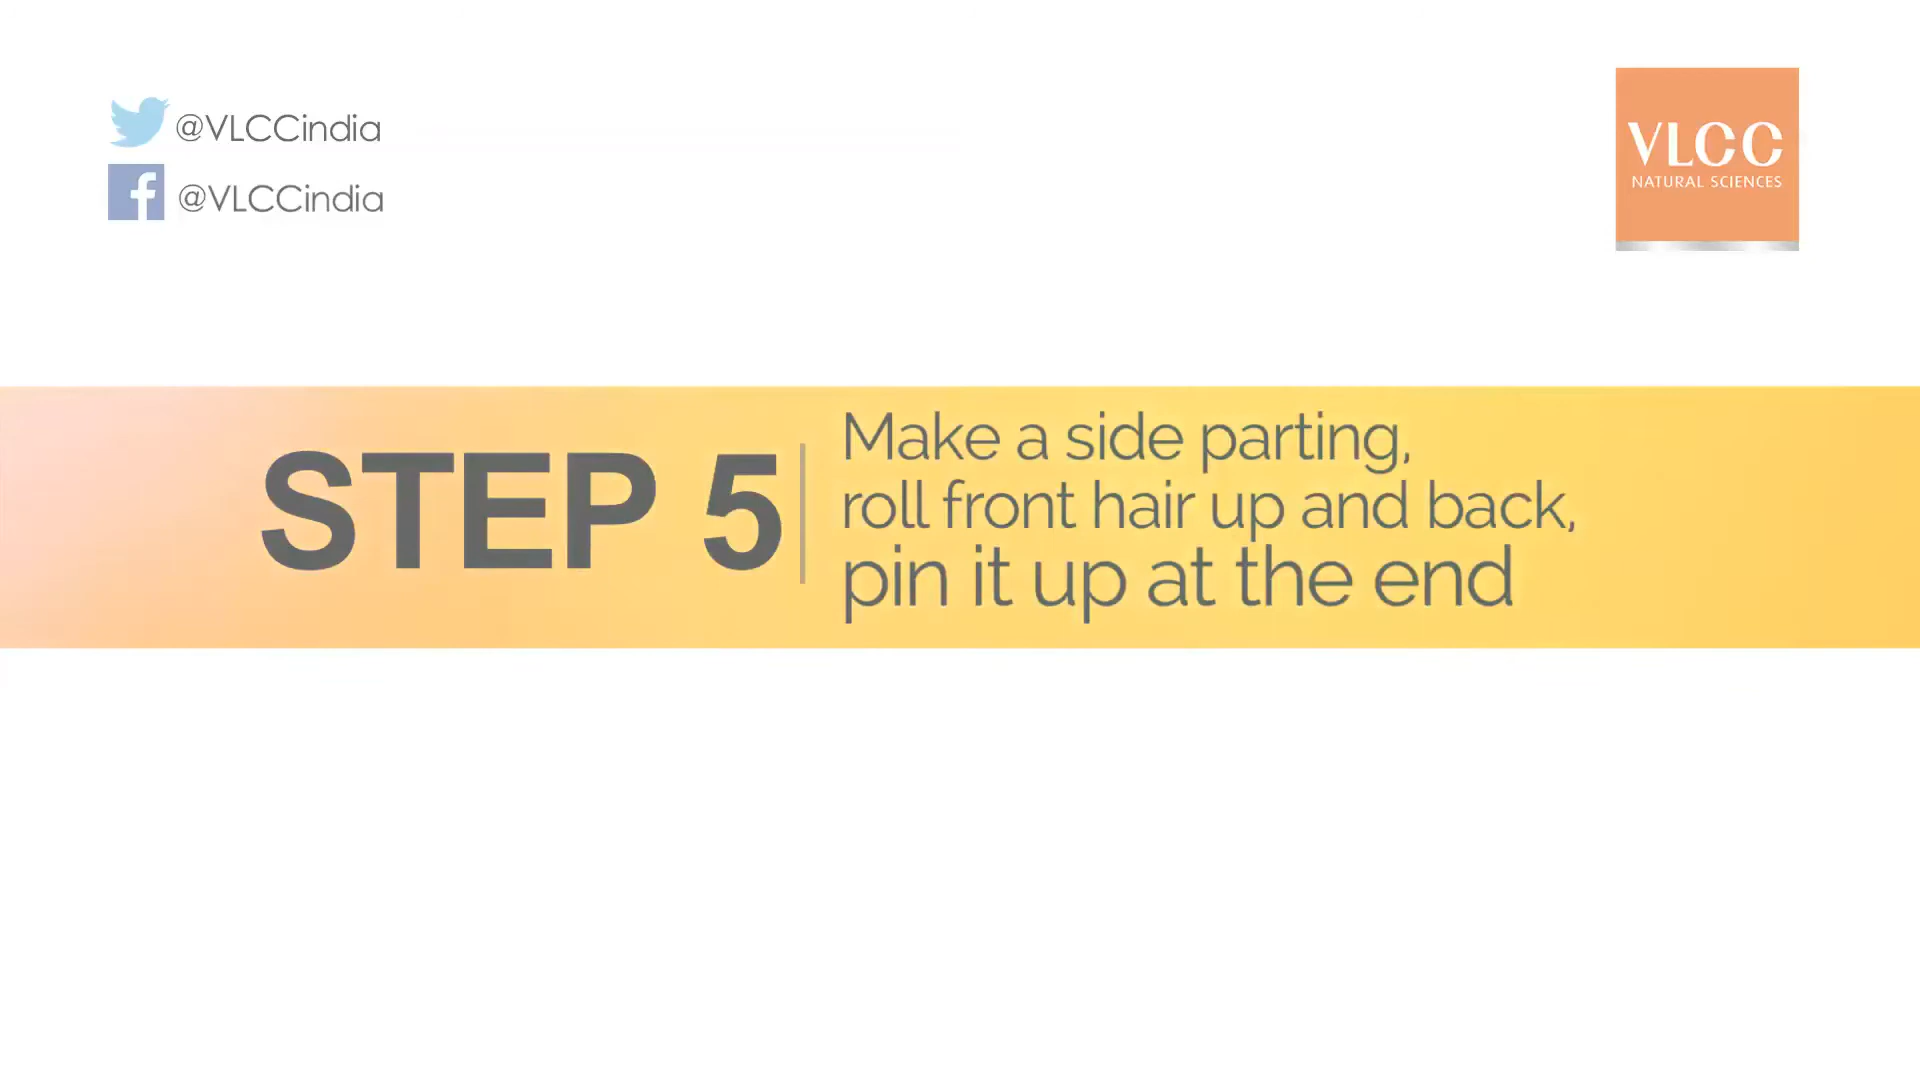 @VLCCindia
@VLCCindia
VLCC
NATURAL SCIENCES
STEP 5
Make a side parting,
roll front hair up and back,
pin it up at the end